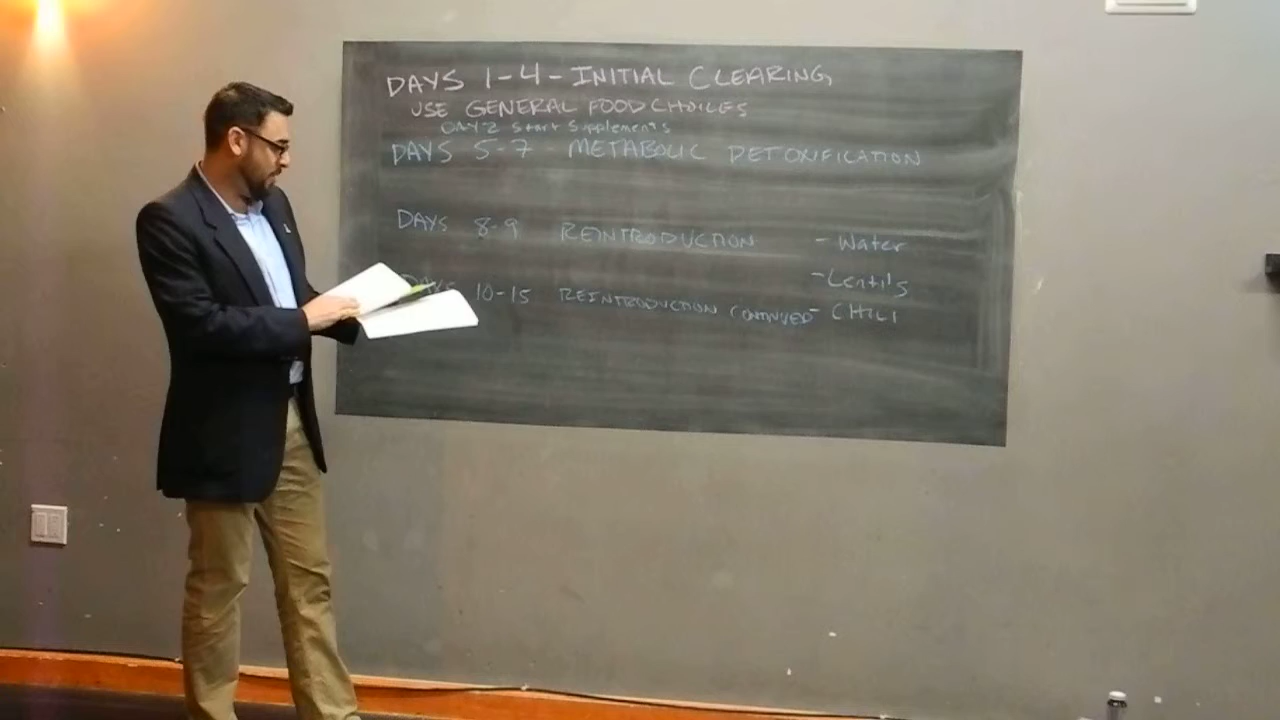 DAYS 1-4 - INITIAL CLEARING,
USE GENERAL FOOD CHOICES
DAY 2 Start Supplements
DAYS 5-7 - METABOLIC DETOXIFICATION
DAYS 8-9 REINTRODUCTION
- Water
- Lentils
DAYS 10-15 REINTRODUCTION CONTINUED
- CHILI